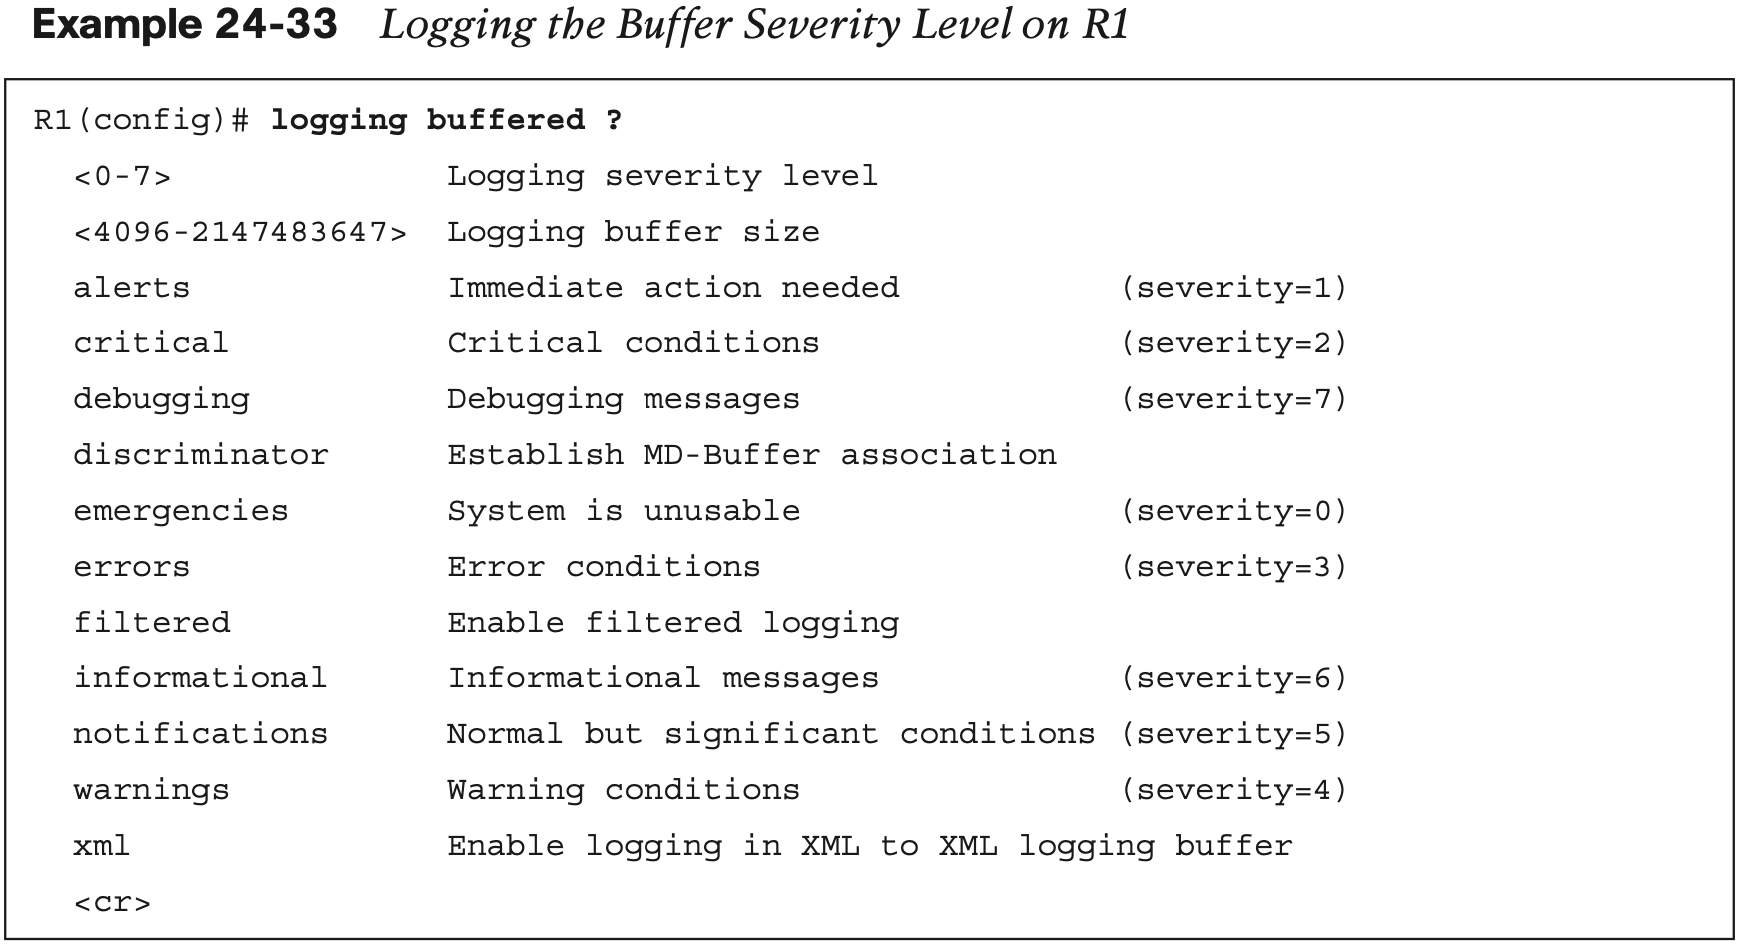 Example 24-33 Logging the Buffer Severity Level on R1
R1(config)# logging buffered ?
<0-7> Logging severity level
<4096-2147483647> Logging buffer size
alerts Immediate action needed (severity=1)
critical Critical conditions (severity=2)
debugging Debugging messages (severity=7)
discriminator Establish MD-Buffer association
emergencies System is unusable (severity=0)
errors Error conditions (severity=3)
filtered Enable filtered logging
informational Informational messages (severity=6)
notifications Normal but significant conditions (severity=5)
warnings Warning conditions (severity=4)
xml Enable logging in XML to XML logging buffer
<cr>